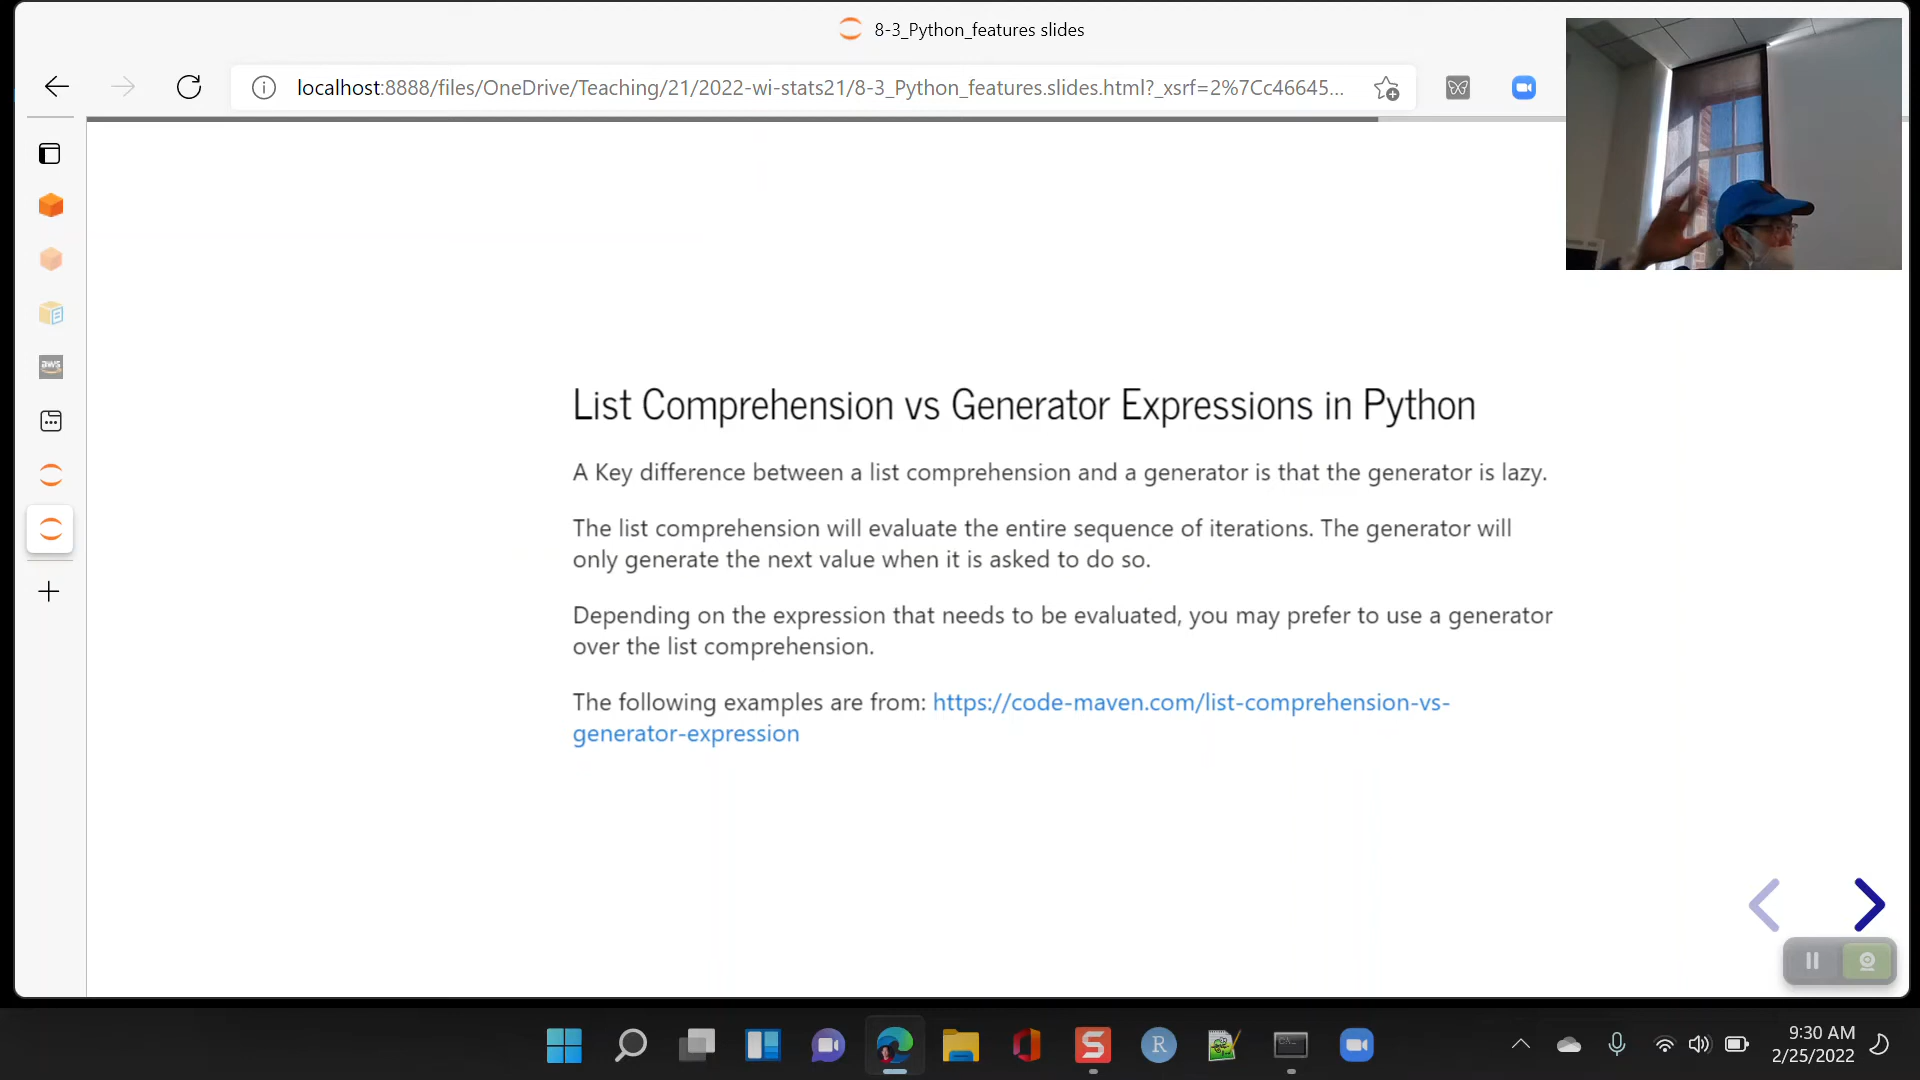 8-3_Python_features slides
localhost:8888/files/OneDrive/Teaching/21/2022-wi-stats21/8-3_Python_features.slides.html?_xsrf=2%7Cc46645...
aws
List Comprehension vs Generator Expressions in Python
A Key difference between a list comprehension and a generator is that the generator is lazy.
The list comprehension will evaluate the entire sequence of iterations. The generator will
only generate the next value when it is asked to do so.
Depending on the expression that needs to be evaluated, you may prefer to use a generator
over the list comprehension.
The following examples are from: https://code-maven.com/list-comprehension-vs-
generator-expression
S
R
9:30 AM
2/25/2022